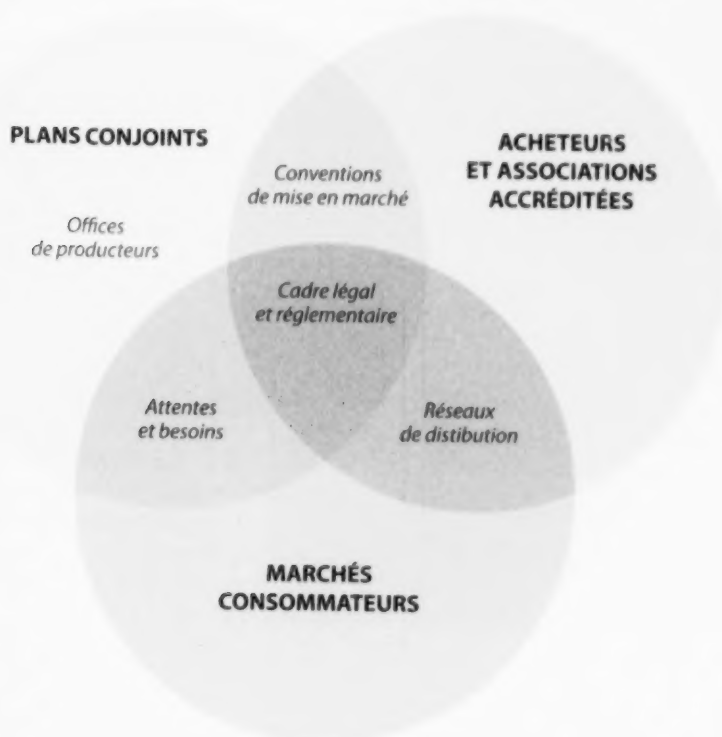 PLANS CONJOINTS
Offices
de producteurs
Conventions
de mise en marché
ACHETEURS
ET ASSOCIATIONS
ACCRÉDITÉES
Cadre légal
et réglementaire
Attentes
et besoins
Réseaux
de distibution
MARCHÉS
CONSOMMATEURS